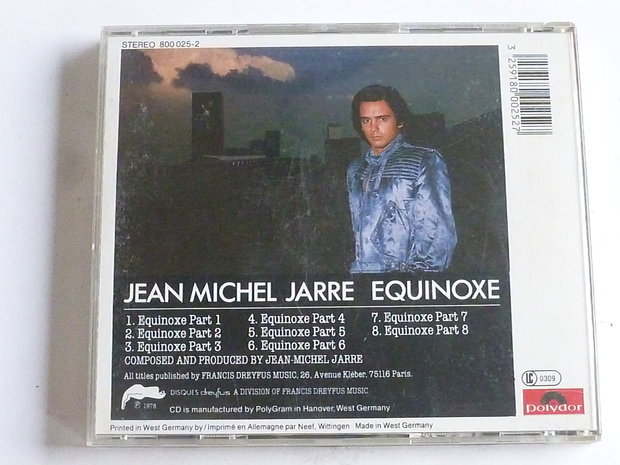 STEREO 800 025-2
3 259180 002527
JEAN MICHEL JARRE EQUINOXE
1. Equinoxe Part 1
2. Equinoxe Part 2
3. Equinoxe Part 3
4. Equinoxe Part 4
5. Equinoxe Part 5
6. Equinoxe Part 6
7. Equinoxe Part 7
8. Equinoxe Part 8
COMPOSED AND PRODUCED BY JEAN-MICHEL JARRE
All titles published by FRANCIS DREYFUS MUSIC, 26, Avenue Kléber, 75116 Paris.
DISQUES dreyfus A DIVISION OF FRANCIS DREYFUS MUSIC
℗ 1978
CD is manufactured by PolyGram in Hanover, West Germany
LC 0309
polydor
Printed in West Germany by / Imprimé en Allemagne par Neef, Wittingen Made in West Germany